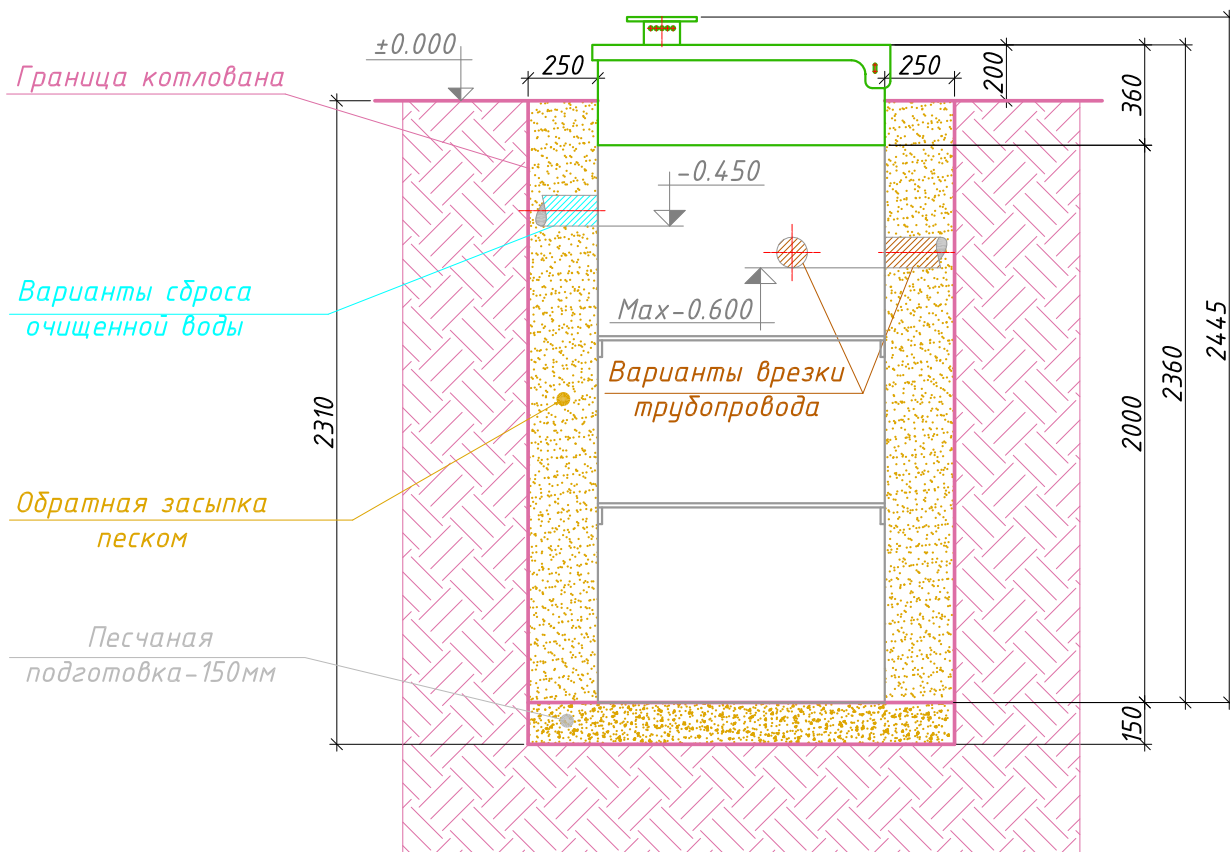 ±0.000
Граница котлована
250
250
200
360
-0.450
Варианты сброса
очищенной воды
Max-0.600
2445
2360
Варианты врезки
трубопровода
2310
2000
Обратная засыпка
песком
Песчаная
подготовка-150мм
150